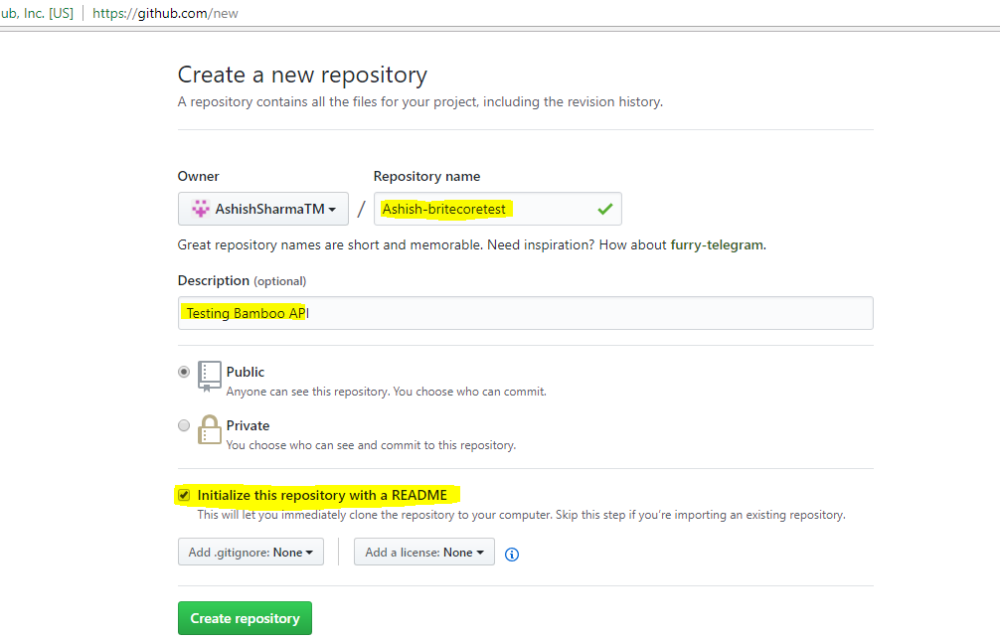 ub, Inc. [US] https://github.com/new
Create a new repository
A repository contains all the files for your project, including the revision history.
Owner Repository name
AshishSharmaTM / Ashish-britecoretest
Great repository names are short and memorable. Need inspiration? How about furry-telegram.
Description (optional)
Testing Bamboo API
Public
Anyone can see this repository. You choose who can commit.
Private
You choose who can see and commit to this repository.
Initialize this repository with a README
This will let you immediately clone the repository to your computer. Skip this step if you're importing an existing repository.
Add .gitignore: None Add a license: None
Create repository